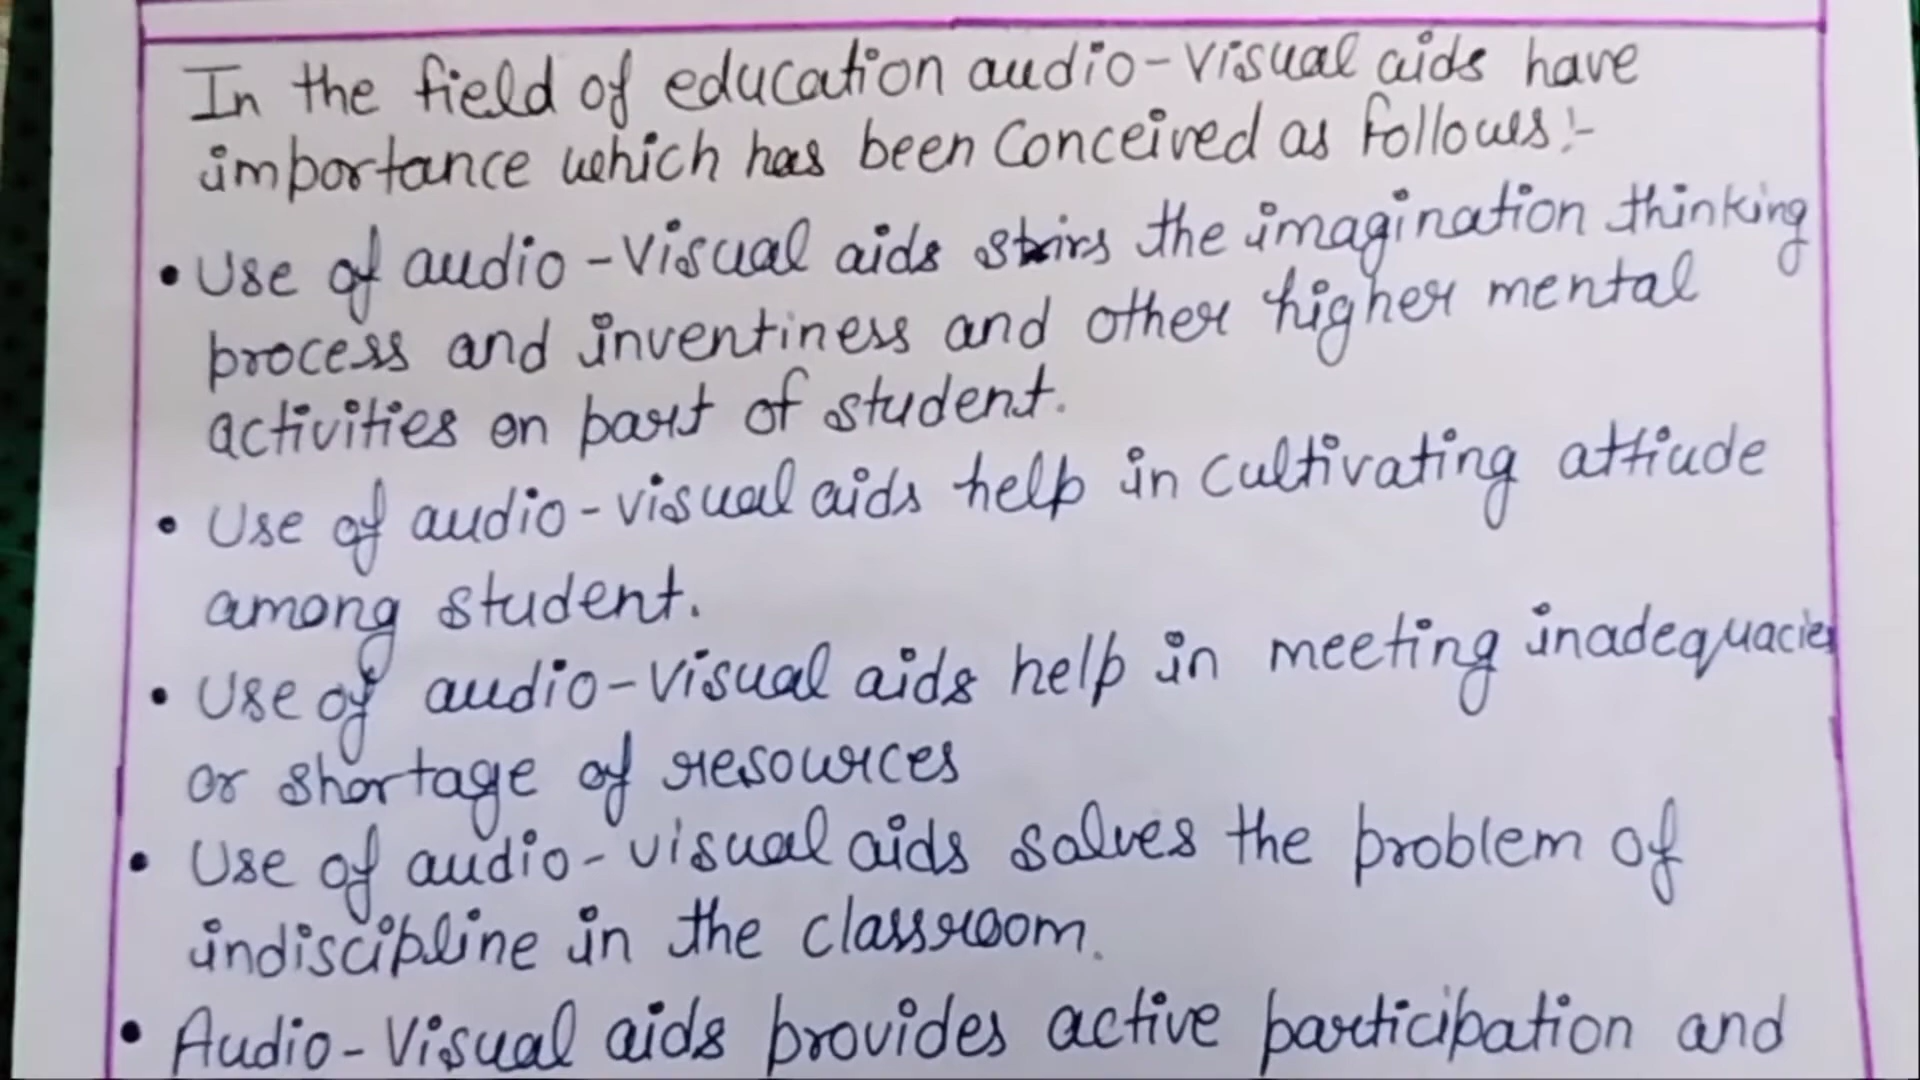 In the field of education audio-visual aids have
importance which has been Conceived as follows:-
• Use of audio-visual aids stirs the imagination thinking
process and inventiness and other higher mental
activities on part of student.
• Use of audio-visual aids help in cultivating attiude
among student.
• Use of audio-visual aids help in meeting inadequacies
or shortage of resources
• Use of audio-visual aids solves the problem of
indiscipline in the classroom.
• Audio-Visual aids provides active participation and